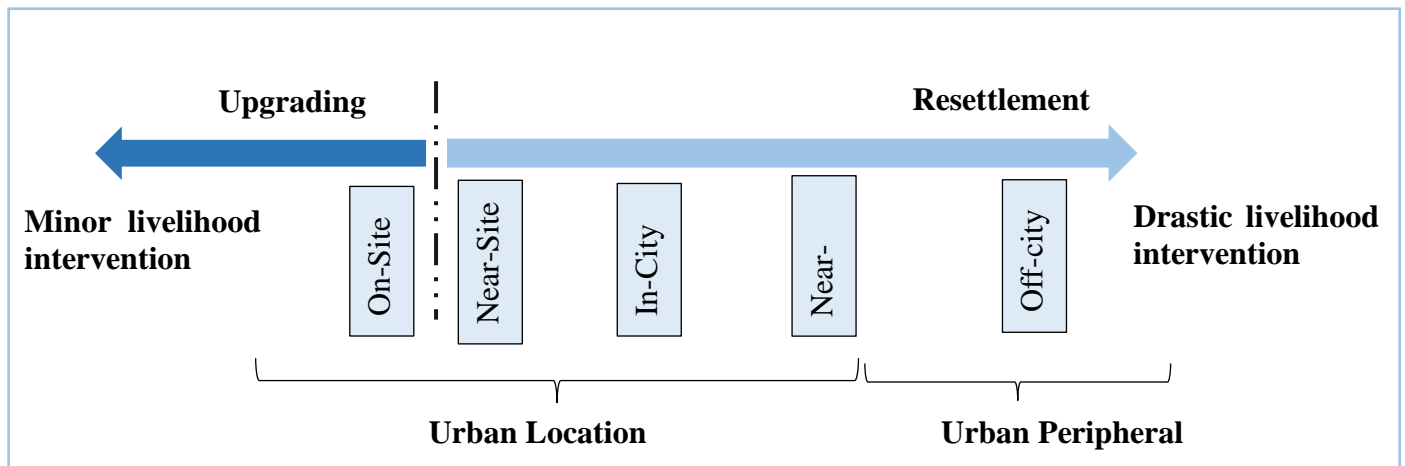 Upgrading
Resettlement
Minor livelihood
intervention
On-Site
Near-Site
In-City
Near-
Off-city
Drastic livelihood
intervention
Urban Location
Urban Peripheral